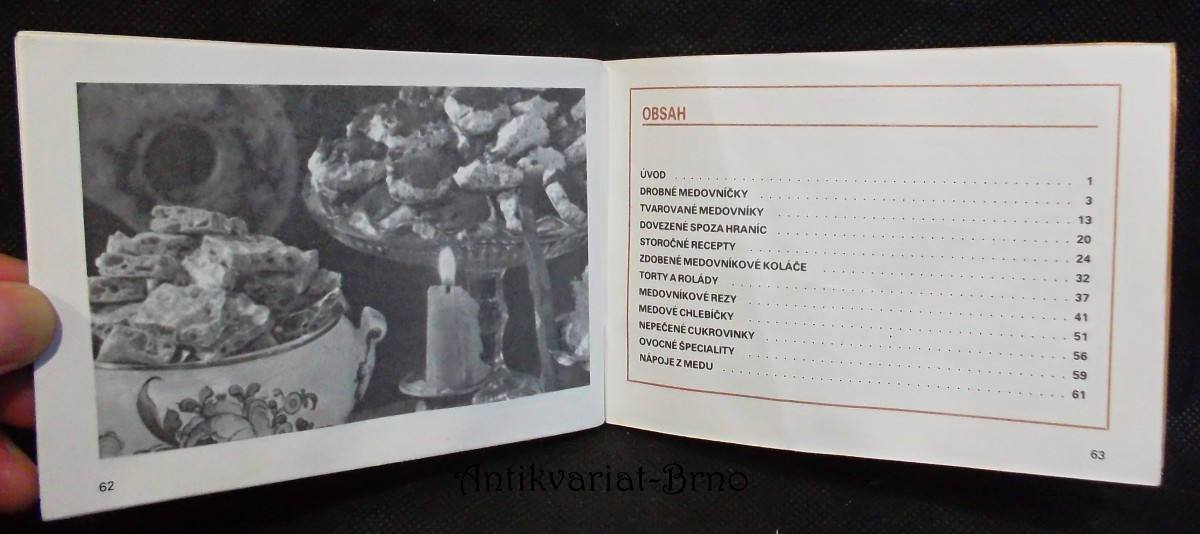 OBSAH
ÚVOD . . . . . . . . . . . . . . . . . . . . 1
DROBNÉ MEDOVNÍČKY . . . . . . . . . . . . . . . . . . . . 3
TVAROVANÉ MEDOVNÍKY . . . . . . . . . . . . . . . . . . . . 13
DOVEZENÉ SPOZA HRANÍC . . . . . . . . . . . . . . . . . . . . 20
STOROČNÉ RECEPTY . . . . . . . . . . . . . . . . . . . . 24
ZDOBENÉ MEDOVNÍKOVÉ KOLÁČE . . . . . . . . . . . . . . . . . . . . 32
TORTY A ROLÁDY . . . . . . . . . . . . . . . . . . . . 37
MEDOVNÍKOVÉ REZY . . . . . . . . . . . . . . . . . . . . 41
MEDOVÉ CHLEBÍČKY . . . . . . . . . . . . . . . . . . . . 51
NEPEČENÉ CUKROVINKY . . . . . . . . . . . . . . . . . . . . 56
OVOCNÉ ŠPECIALITY . . . . . . . . . . . . . . . . . . . . 59
NÁPOJE Z MEDU . . . . . . . . . . . . . . . . . . . . 61
62
63
Antikvariat-Brno